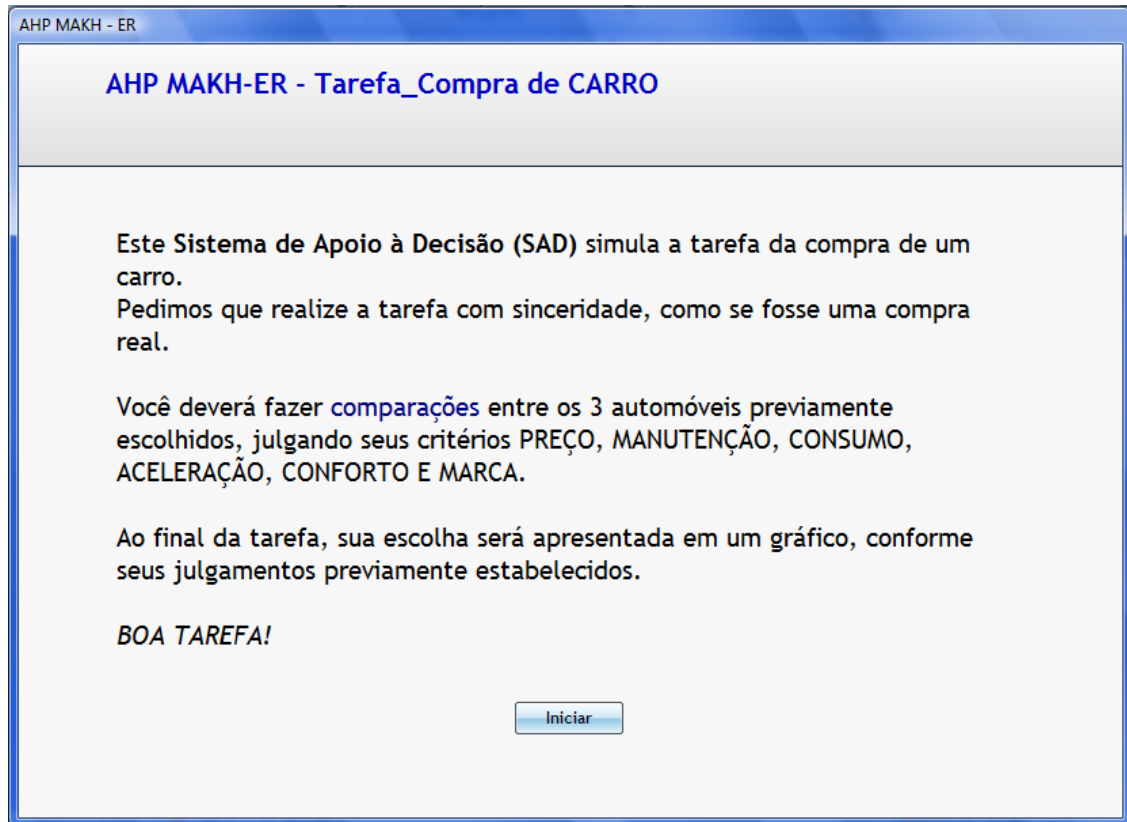 AHP MAKH - ER
AHP MAKH-ER - Tarefa_Compra de CARRO
Este Sistema de Apoio à Decisão (SAD) simula a tarefa da compra de um
carro.
Pedimos que realize a tarefa com sinceridade, como se fosse uma compra
real.
Você deverá fazer comparações entre os 3 automóveis previamente
escolhidos, julgando seus critérios PREÇO, MANUTENÇÃO, CONSUMO,
ACELERAÇÃO, CONFORTO E MARCA.
Ao final da tarefa, sua escolha será apresentada em um gráfico, conforme
seus julgamentos previamente estabelecidos.
BOA TAREFA!
Iniciar